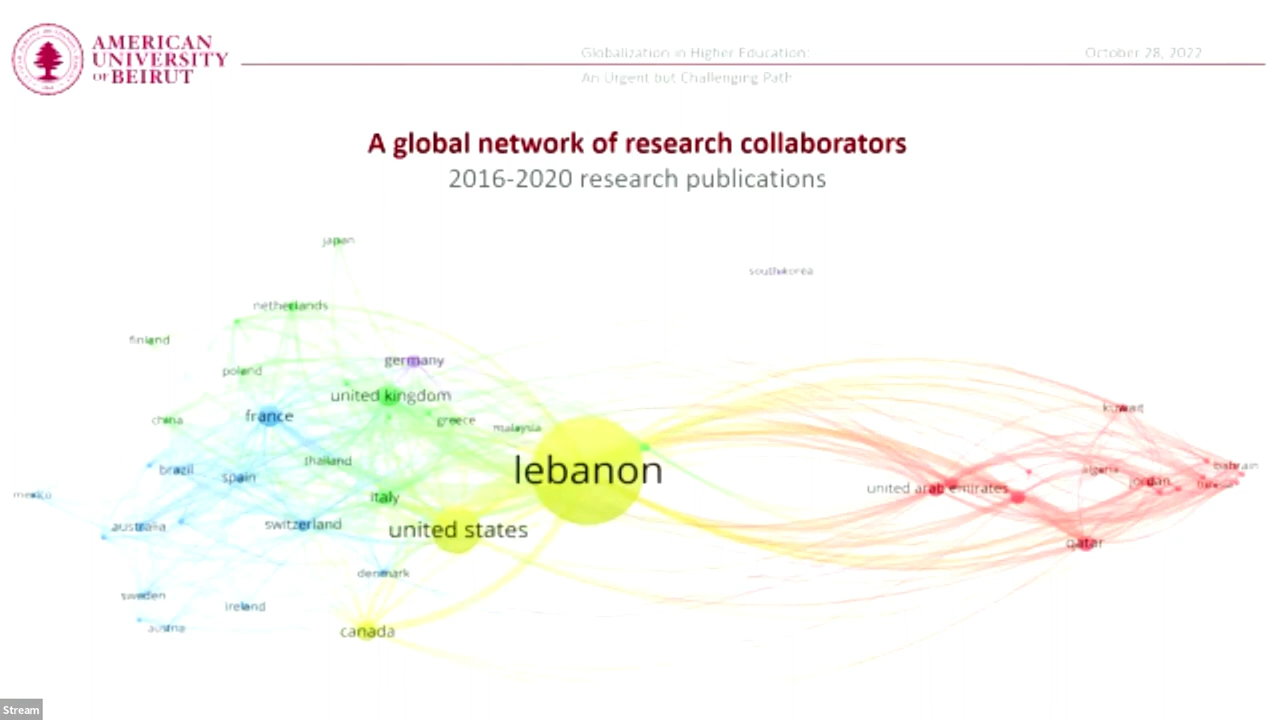 AMERICAN
UNIVERSITY
OF BEIRUT
Globalization in Higher Education:
An Urgent but Challenging Path
October 28, 2022
A global network of research collaborators
2016-2020 research publications
japan
south korea
netherlands
finland
germany
poland
united kingdom
kuwait
france
china
greece
malaysia
thailand
lebanon
brazil
spain
algeria
bahrain
jordan
united arab emirates
mexico
italy
australia
switzerland
united states
qatar
denmark
sweden
ireland
austria
canada
Stream